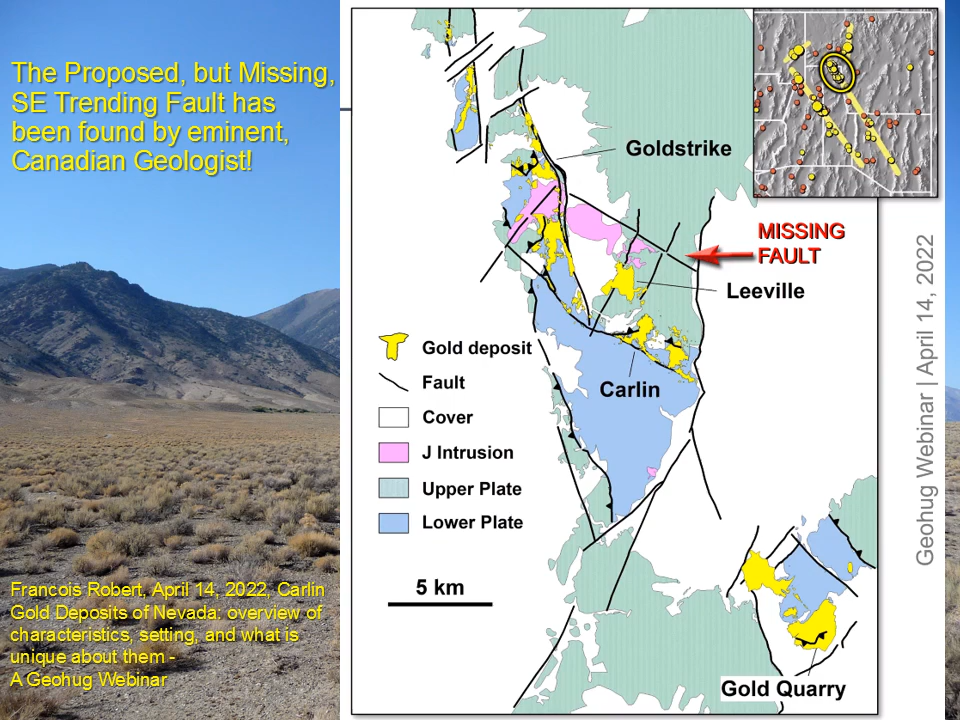 The Proposed, but Missing,
SE Trending Fault has
been found by eminent,
Canadian Geologist!
Goldstrike
MISSING
FAULT
Leeville
Carlin
Gold deposit
Fault
Cover
J Intrusion
Upper Plate
Lower Plate
5 km
Gold Quarry
Francois Robert, April 14, 2022, Carlin
Gold Deposits of Nevada: overview of
characteristics, setting, and what is
unique about them -
A Geohug Webinar
Geohug Webinar | April 14, 2022